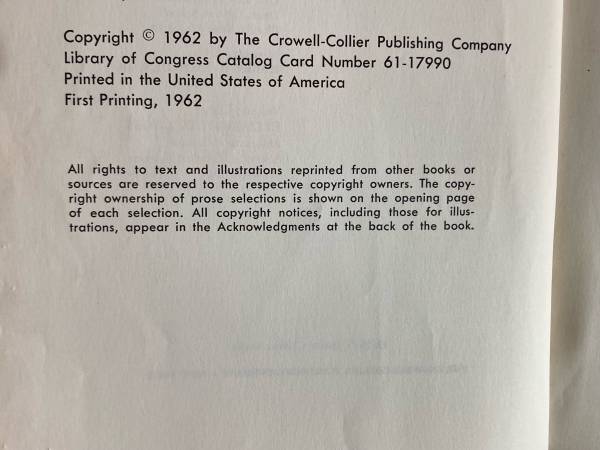 Copyright © 1962 by The Crowell-Collier Publishing Company
Library of Congress Catalog Card Number 61-17990
Printed in the United States of America
First Printing, 1962
All rights to text and illustrations reprinted from other books or
sources are reserved to the respective copyright owners. The copy-
right ownership of prose selections is shown on the opening page
of each selection. All copyright notices, including those for illus-
trations, appear in the Acknowledgments at the back of the book.